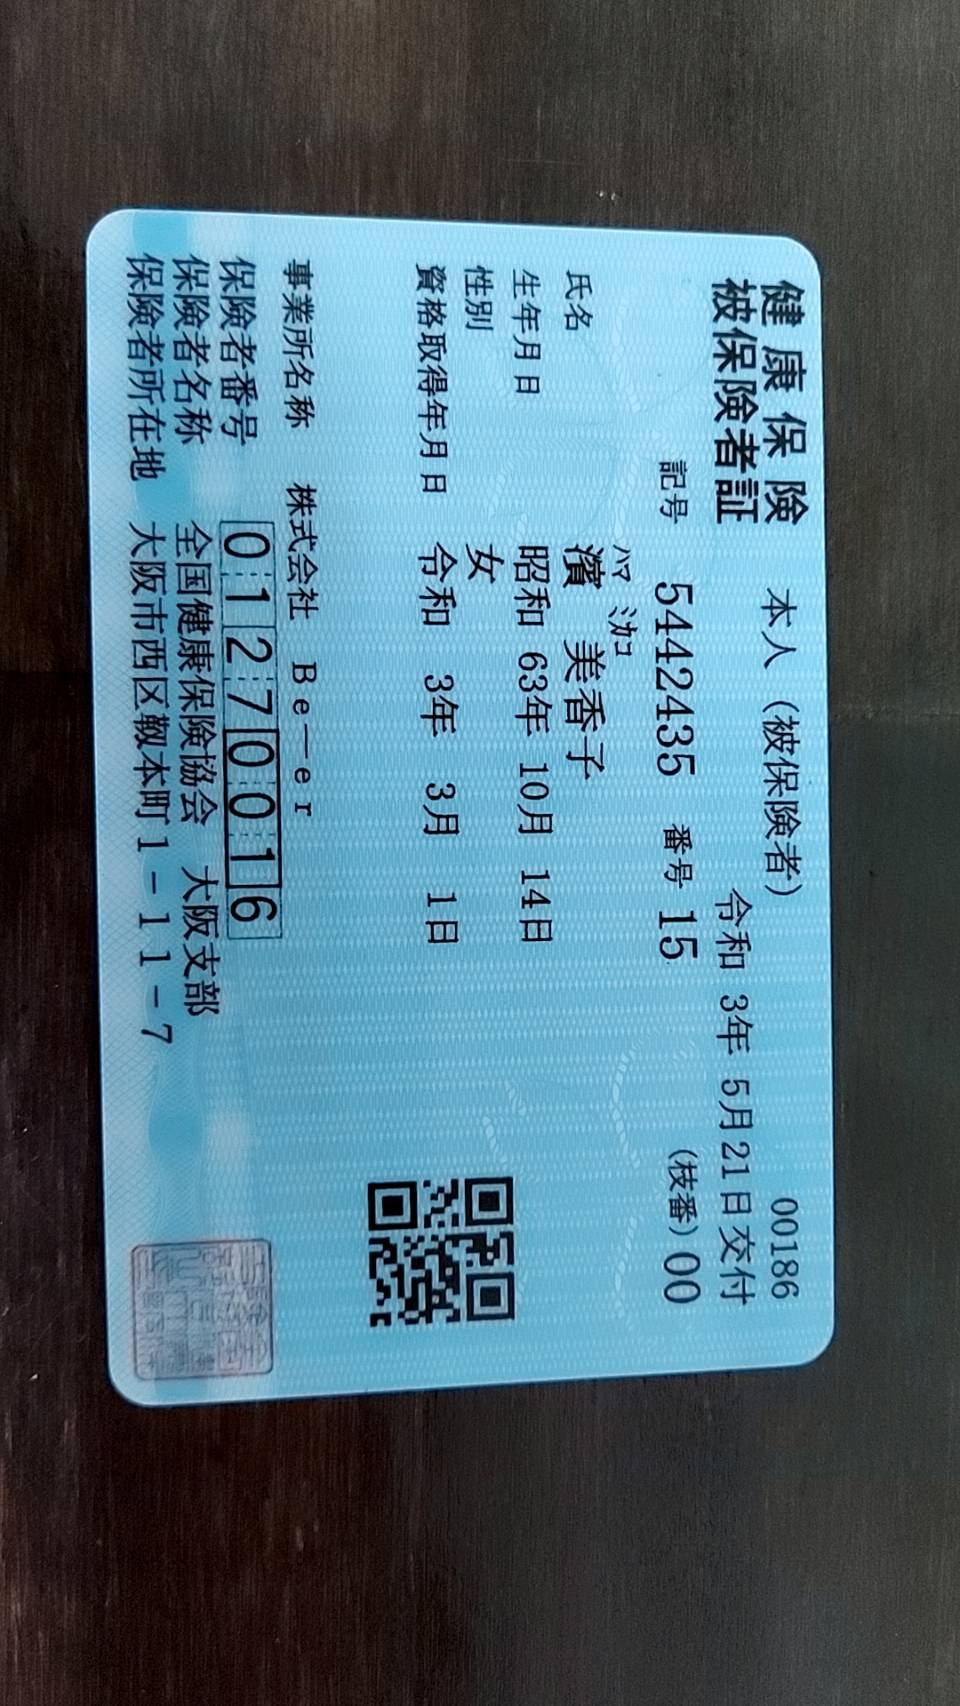 健康保険 本人（被保険者） 00186
被保険者証 令和 3年 5月21日交付
記号 5442435 番号 15 (枝番) 00
ﾊﾏ ﾐｶｺ
氏名 濵 美香子
生年月日 昭和 63年 10月 14日
性別 女
資格取得年月日 令和 3年 3月 1日
事業所名称 株式会社 Be－er
保険者番号 01270016
保険者名称 全国健康保険協会 大阪支部
保険者所在地 大阪市西区靱本町1－11－7